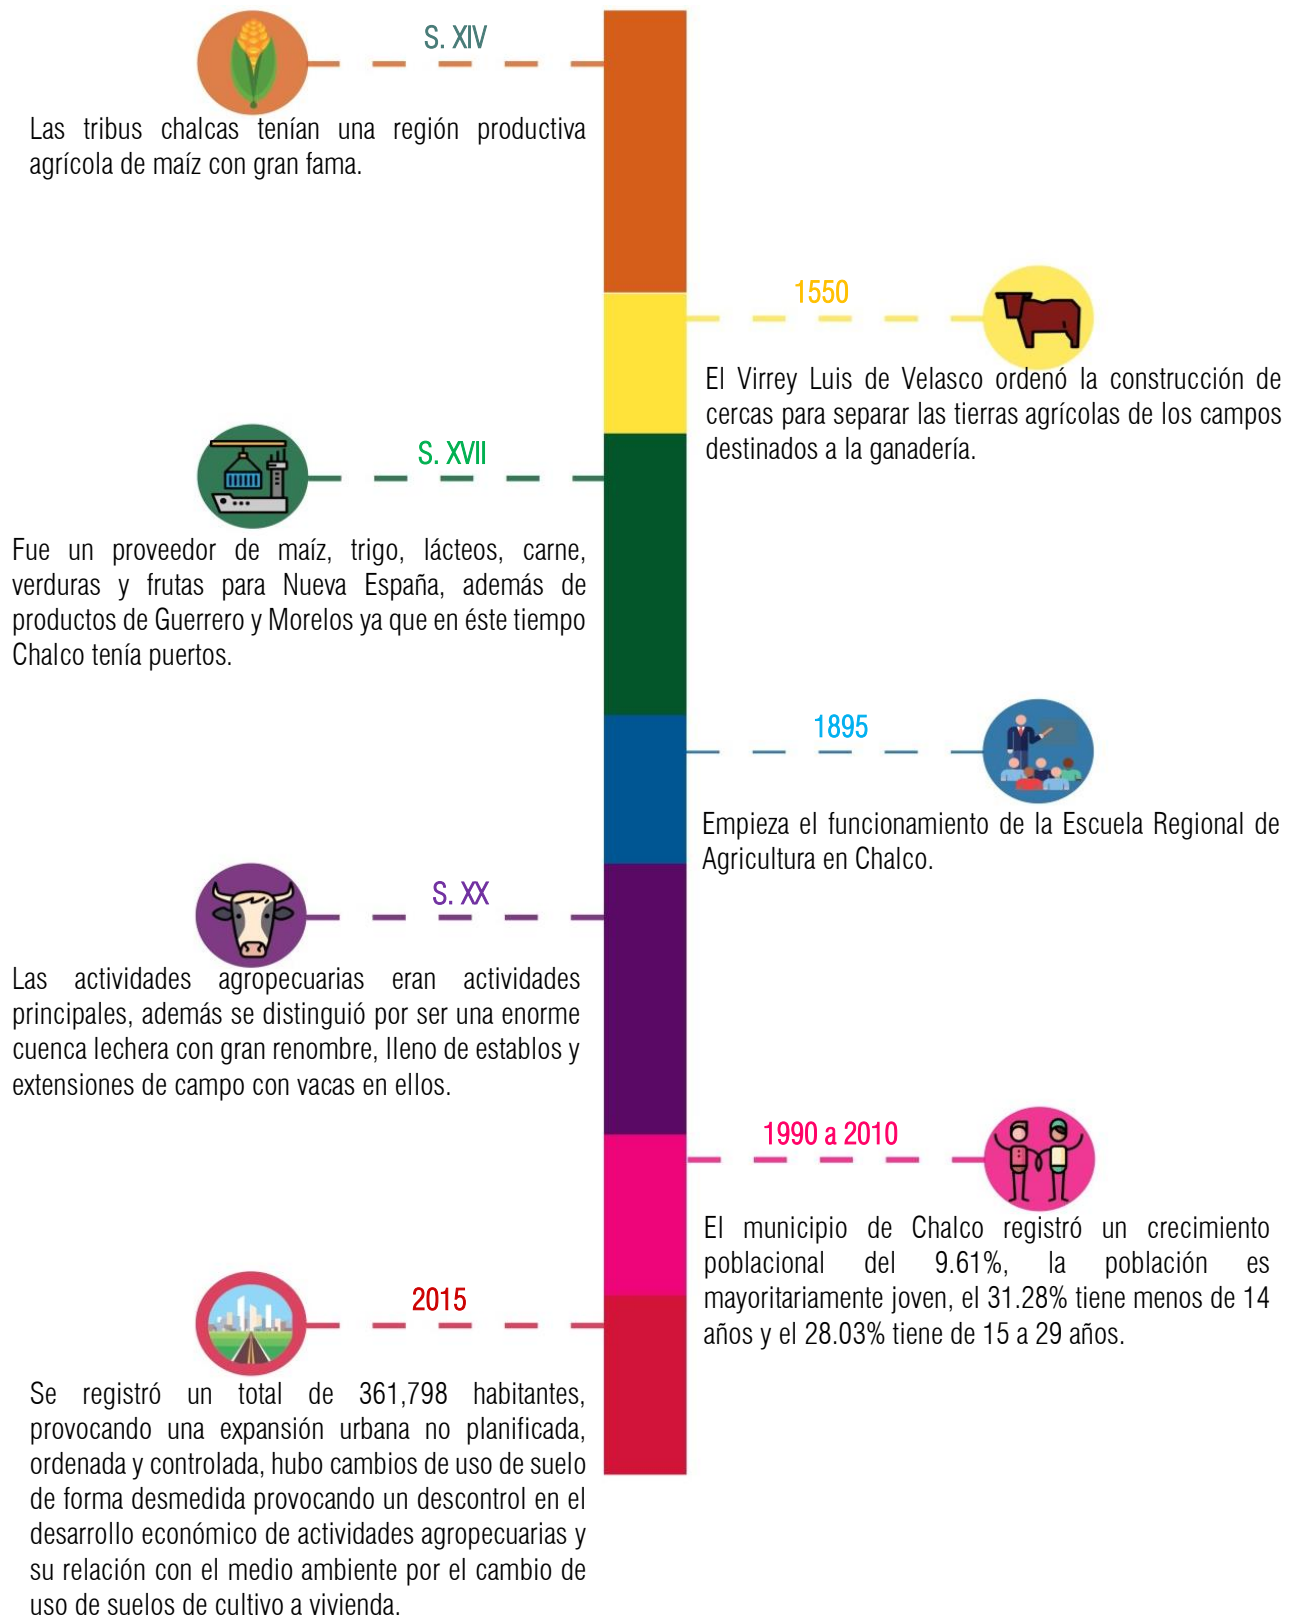 S. XIV
Las tribus chalcas tenían una región productiva
agrícola de maíz con gran fama.
1550
El Virrey Luis de Velasco ordenó la construcción de
cercas para separar las tierras agrícolas de los campos
destinados a la ganadería.
S. XVII
Fue un proveedor de maíz, trigo, lácteos, carne,
verduras y frutas para Nueva España, además de
productos de Guerrero y Morelos ya que en éste tiempo
Chalco tenía puertos.
1895
Empieza el funcionamiento de la Escuela Regional de
Agricultura en Chalco.
S. XX
Las actividades agropecuarias eran actividades
principales, además se distinguió por ser una enorme
cuenca lechera con gran renombre, lleno de establos y
extensiones de campo con vacas en ellos.
1990 a 2010
El municipio de Chalco registró un crecimiento
poblacional del 9.61%, la población es
mayoritariamente joven, el 31.28% tiene menos de 14
años y el 28.03% tiene de 15 a 29 años.
2015
Se registró un total de 361,798 habitantes,
provocando una expansión urbana no planificada,
ordenada y controlada, hubo cambios de uso de suelo
de forma desmedida provocando un descontrol en el
desarrollo económico de actividades agropecuarias y
su relación con el medio ambiente por el cambio de
uso de suelos de cultivo a vivienda.